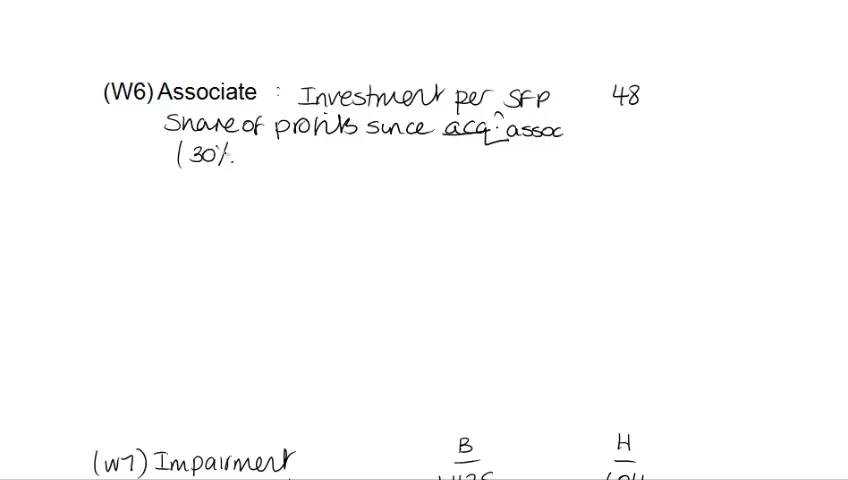 (W6) Associate : Investment per SFP 48
Share of profits since acq: assoc
(30%
B H
(W7) Impairment